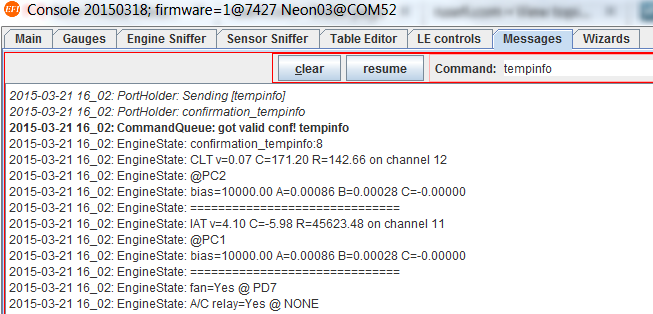 EFI Console 20150318; firmware=1@7427 Neon03@COM52
Main Gauges Engine Sniffer Sensor Sniffer Table Editor LE controls Messages Wizards
clear resume Command: tempinfo
2015-03-21 16_02: PortHolder: Sending [tempinfo]
2015-03-21 16_02: PortHolder: confirmation_tempinfo
2015-03-21 16_02: CommandQueue: got valid conf! tempinfo
2015-03-21 16_02: EngineState: confirmation_tempinfo:8
2015-03-21 16_02: EngineState: CLT v=0.07 C=171.20 R=142.66 on channel 12
2015-03-21 16_02: EngineState: @PC2
2015-03-21 16_02: EngineState: bias=10000.00 A=0.00086 B=0.00028 C=-0.00000
2015-03-21 16_02: EngineState: ==============================
2015-03-21 16_02: EngineState: IAT v=4.10 C=-5.98 R=45623.48 on channel 11
2015-03-21 16_02: EngineState: @PC1
2015-03-21 16_02: EngineState: bias=10000.00 A=0.00086 B=0.00028 C=-0.00000
2015-03-21 16_02: EngineState: ==============================
2015-03-21 16_02: EngineState: fan=Yes @ PD7
2015-03-21 16_02: EngineState: A/C relay=Yes @ NONE